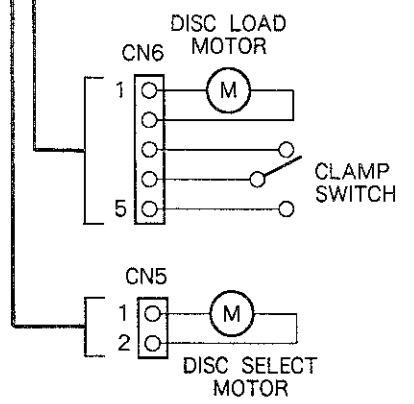 DISC LOAD
MOTOR
CN6
1
M
CLAMP
SWITCH
5
CN5
1
M
2
DISC SELECT
MOTOR